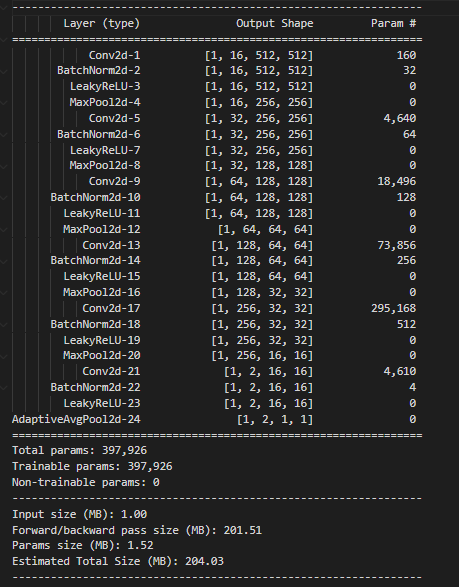 ----------------------------------------------------------------
Layer (type) Output Shape Param #
================================================================
Conv2d-1 [1, 16, 512, 512] 160
BatchNorm2d-2 [1, 16, 512, 512] 32
LeakyReLU-3 [1, 16, 512, 512] 0
MaxPool2d-4 [1, 16, 256, 256] 0
Conv2d-5 [1, 32, 256, 256] 4,640
BatchNorm2d-6 [1, 32, 256, 256] 64
LeakyReLU-7 [1, 32, 256, 256] 0
MaxPool2d-8 [1, 32, 128, 128] 0
Conv2d-9 [1, 64, 128, 128] 18,496
BatchNorm2d-10 [1, 64, 128, 128] 128
LeakyReLU-11 [1, 64, 128, 128] 0
MaxPool2d-12 [1, 64, 64, 64] 0
Conv2d-13 [1, 128, 64, 64] 73,856
BatchNorm2d-14 [1, 128, 64, 64] 256
LeakyReLU-15 [1, 128, 64, 64] 0
MaxPool2d-16 [1, 128, 32, 32] 0
Conv2d-17 [1, 256, 32, 32] 295,168
BatchNorm2d-18 [1, 256, 32, 32] 512
LeakyReLU-19 [1, 256, 32, 32] 0
MaxPool2d-20 [1, 256, 16, 16] 0
Conv2d-21 [1, 2, 16, 16] 4,610
BatchNorm2d-22 [1, 2, 16, 16] 4
LeakyReLU-23 [1, 2, 16, 16] 0
AdaptiveAvgPool2d-24 [1, 2, 1, 1] 0
================================================================
Total params: 397,926
Trainable params: 397,926
Non-trainable params: 0
----------------------------------------------------------------
Input size (MB): 1.00
Forward/backward pass size (MB): 201.51
Params size (MB): 1.52
Estimated Total Size (MB): 204.03
----------------------------------------------------------------